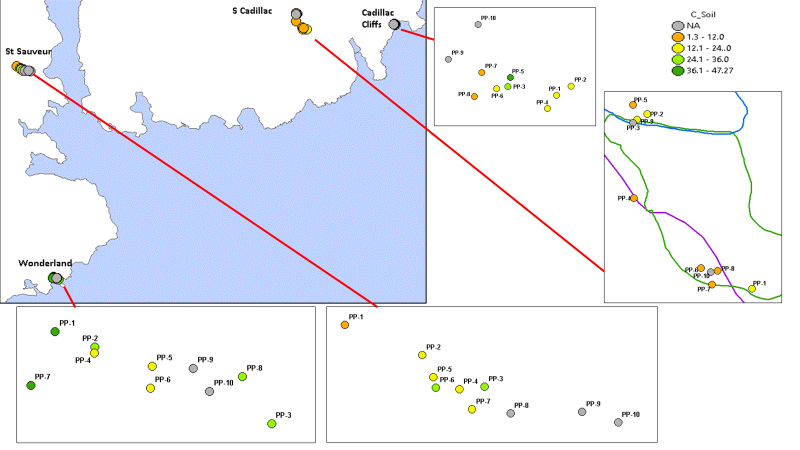 S Cadillac
Cadillac
Cliffs
St Sauveur
Wonderland
PP-10
PP-9
PP-7
PP-5
PP-2
PP-8
PP-6
PP-3
PP-1
PP-4
C_Soil
NA
1.3 - 12.0
12.1 - 24..0
24.1 - 36.0
36.1 - 47.27
PP-5
PP-2
PP-9
PP-3
PP-4
PP-6
PP-8
PP-10
PP-7
PP-1
PP-1
PP-2
PP-4
PP-5
PP-9
PP-8
PP-7
PP-6
PP-10
PP-3
PP-1
PP-2
PP-5
PP-6
PP-4
PP-3
PP-7
PP-8
PP-9
PP-10